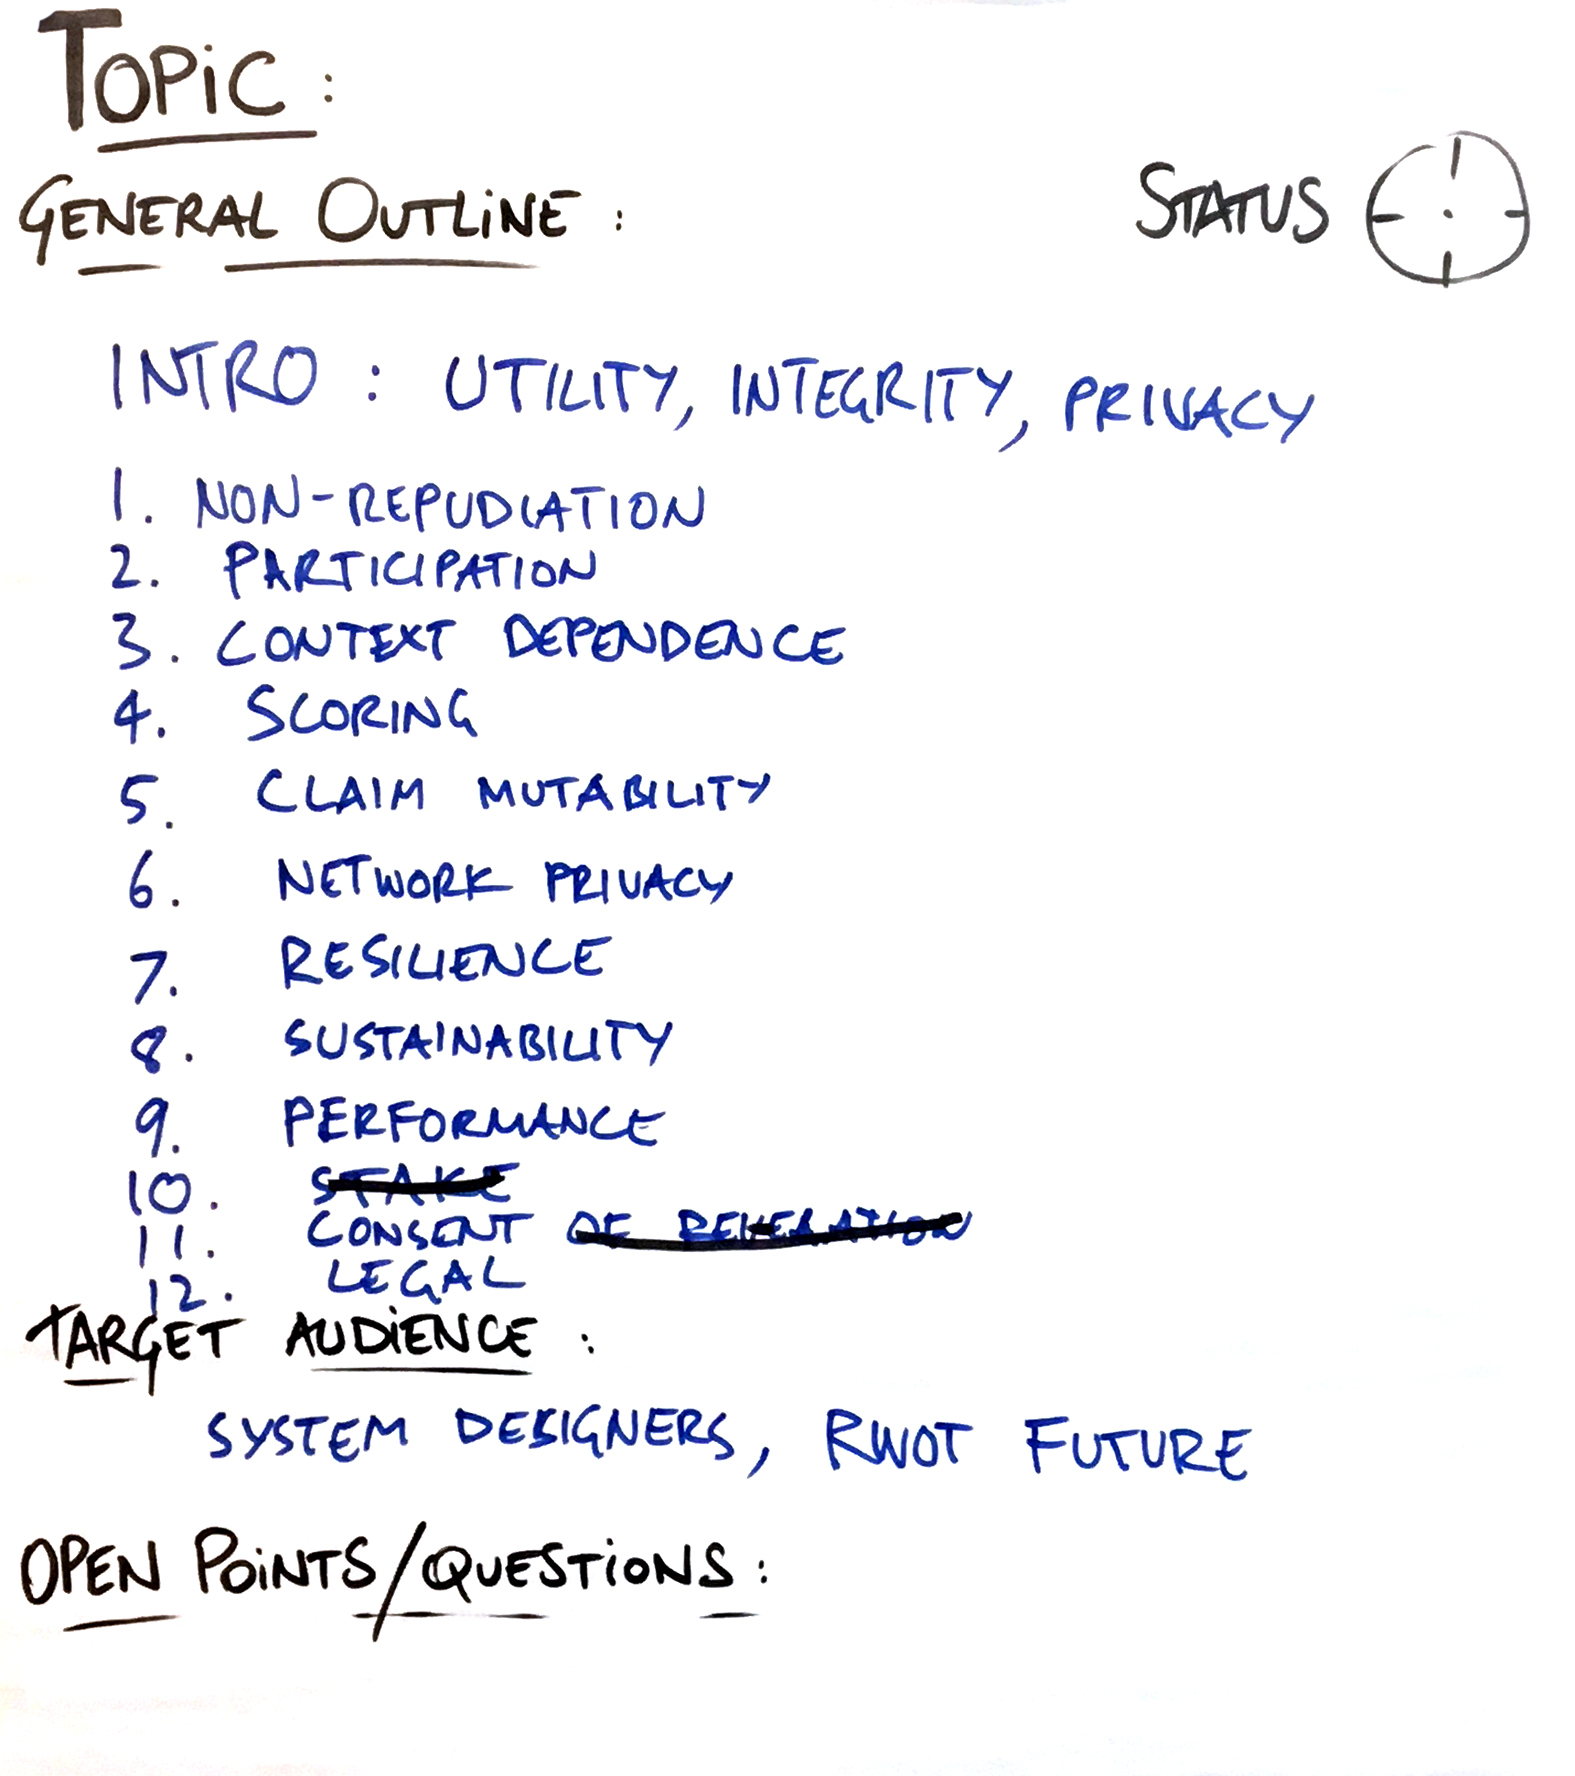 TOPIC :
GENERAL OUTLINE :
STATUS
INTRO : UTILITY, INTEGRITY, PRIVACY
1. NON-REPUDIATION
2. PARTICIPATION
3. CONTEXT DEPENDENCE
4. SCORING
5. CLAIM MUTABILITY
6. NETWORK PRIVACY
7. RESILIENCE
8. SUSTAINABILITY
9. PERFORMANCE
10. STAKE
11. CONSENT OF
12. LEGAL
TARGET AUDIENCE :
SYSTEM DESIGNERS, RWOT FUTURE
OPEN POINTS/QUESTIONS :